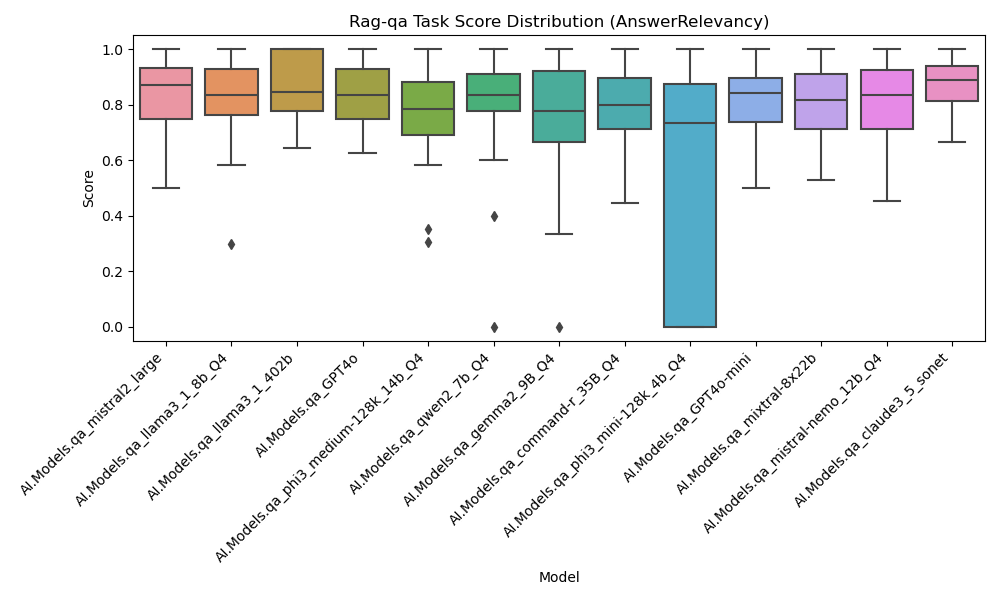 Rag-qa Task Score Distribution (AnswerRelevancy)
1.0
0.8
0.6
0.4
0.2
0.0
Score
AI.Models.qa_mistral2_large
AI.Models.qa_llama3_1_8b_Q4
AI.Models.qa_llama3_1_402b
AI.Models.qa_GPT4o
AI.Models.qa_phi3_medium-128k_14b_Q4
AI.Models.qa_qwen2_7b_Q4
AI.Models.qa_gemma2_9B_Q4
AI.Models.qa_command-r_35B_Q4
AI.Models.qa_phi3_mini-128k_4b_Q4
AI.Models.qa_GPT4o-mini
AI.Models.qa_mixtral-8x22b
AI.Models.qa_mistral-nemo_12b_Q4
AI.Models.qa_claude3_5_sonet
Model